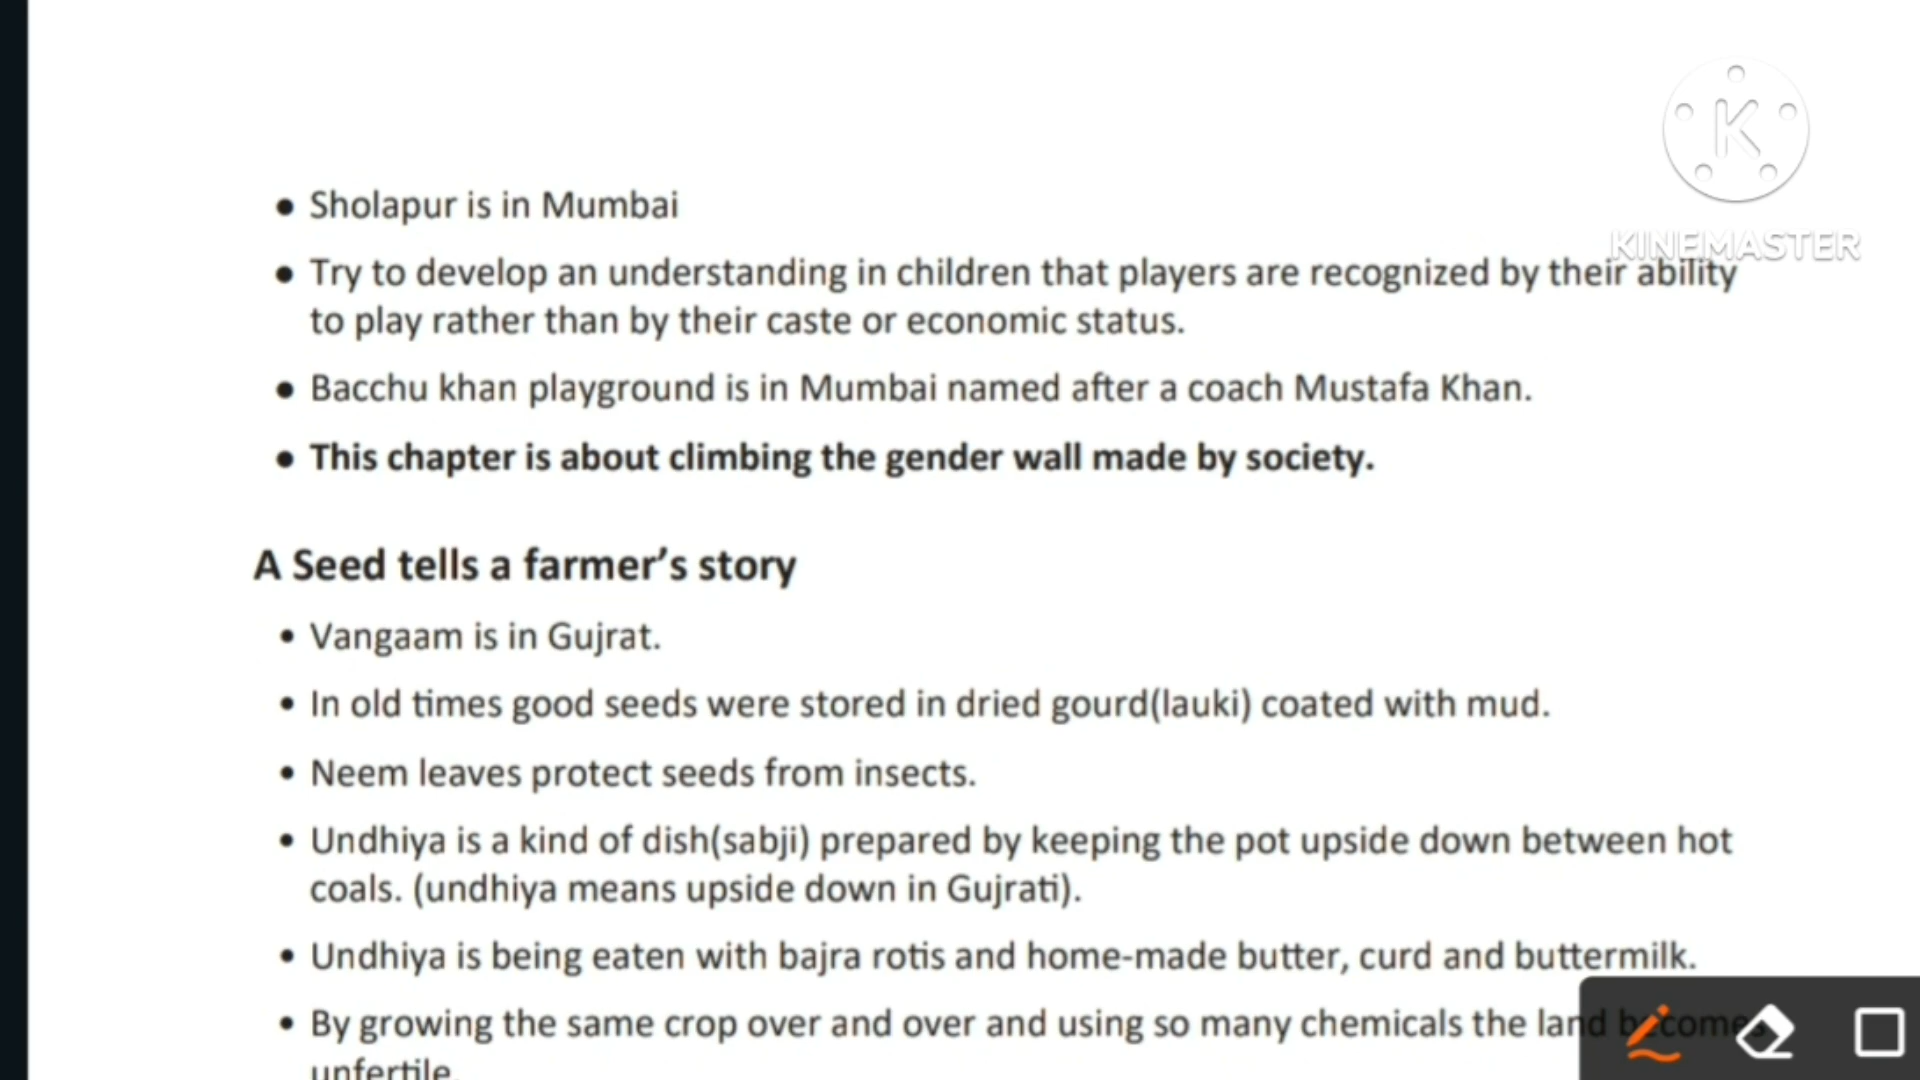 K
KINEMASTER
● Sholapur is in Mumbai
● Try to develop an understanding in children that players are recognized by their ability
to play rather than by their caste or economic status.
● Bacchu khan playground is in Mumbai named after a coach Mustafa Khan.
● This chapter is about climbing the gender wall made by society.
A Seed tells a farmer’s story
• Vangaam is in Gujrat.
• In old times good seeds were stored in dried gourd(lauki) coated with mud.
• Neem leaves protect seeds from insects.
• Undhiya is a kind of dish(sabji) prepared by keeping the pot upside down between hot
coals. (undhiya means upside down in Gujrati).
• Undhiya is being eaten with bajra rotis and home-made butter, curd and buttermilk.
• By growing the same crop over and over and using so many chemicals the land becomes
unfertile.